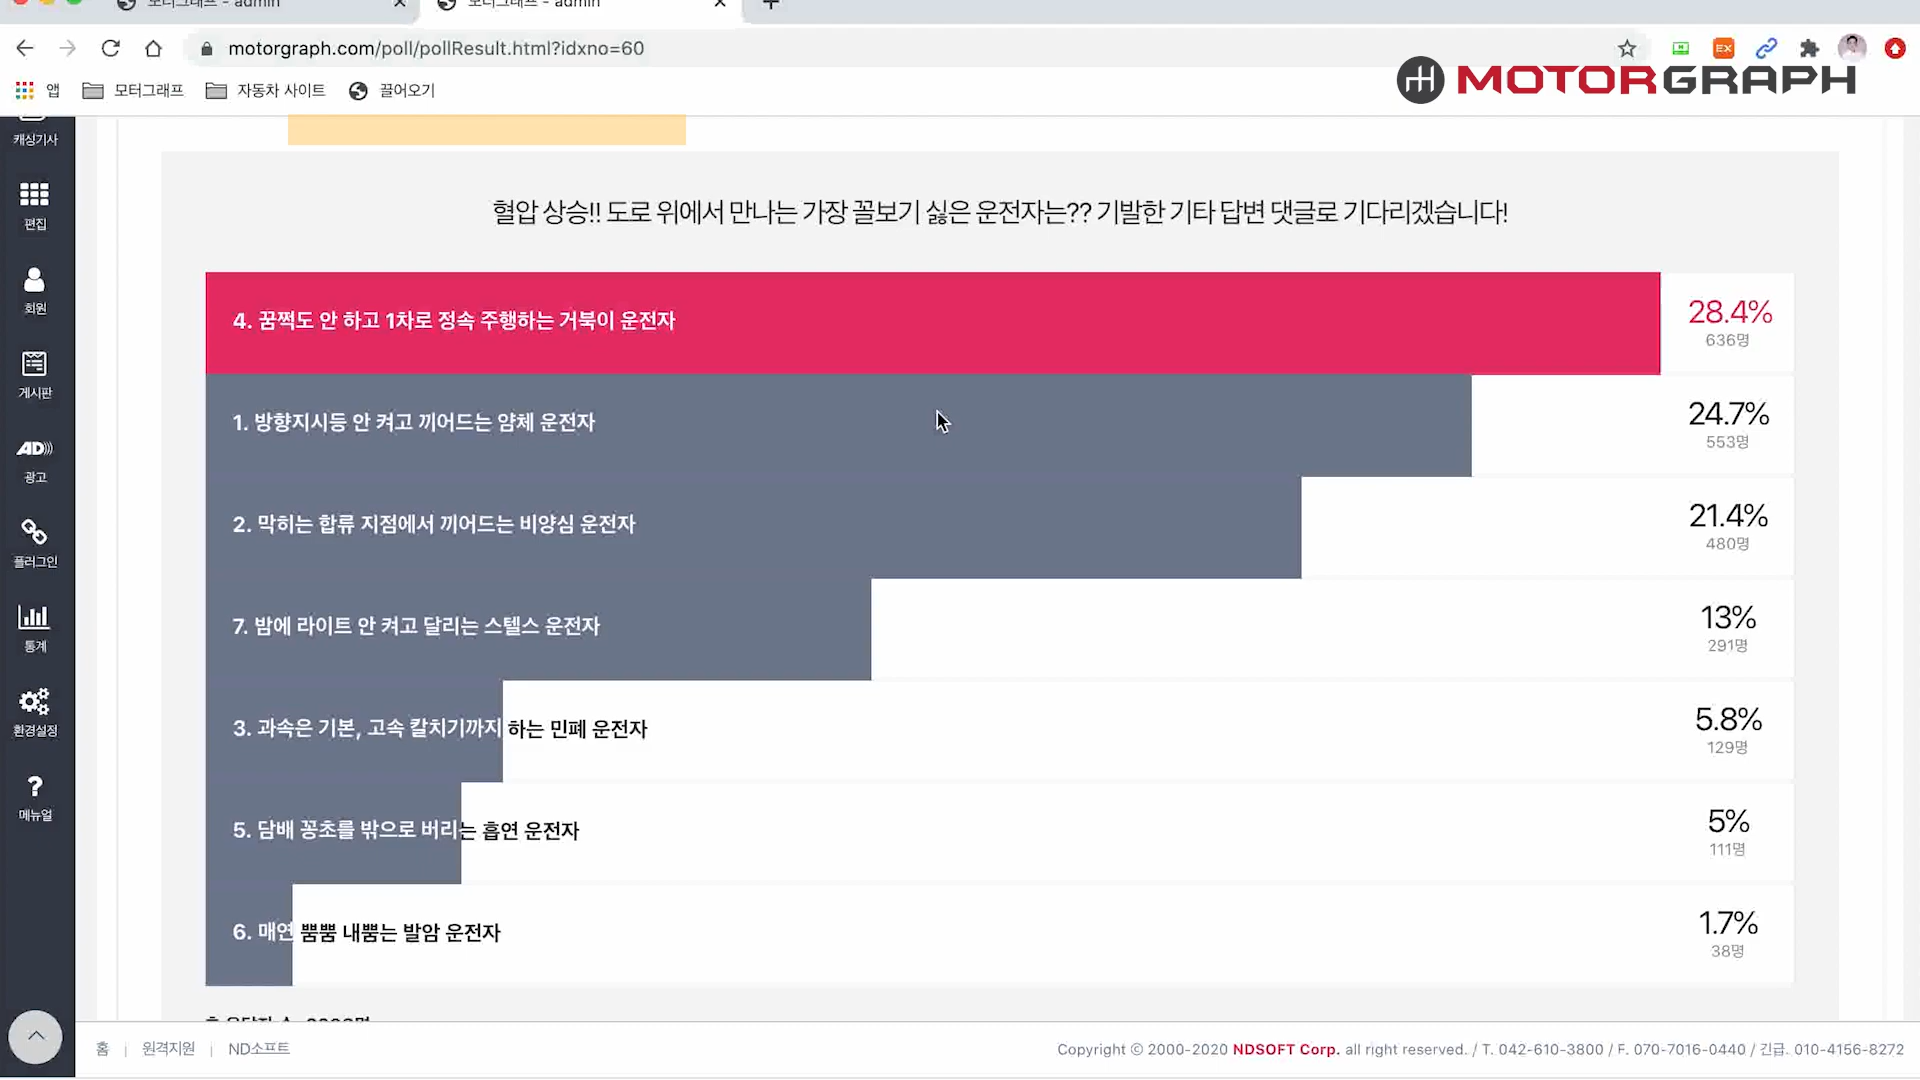 모터그래프 - admin
모터그래프 - admin
motorgraph.com/poll/pollResult.html?idxno=60
EX
앱
모터그래프
자동차 사이트
끌어오기
MOTORGRAPH
캐싱기사
편집
회원
게시판
AD
광고
플러그인
통계
환경설정
?
메뉴얼
혈압 상승!! 도로 위에서 만나는 가장 꼴보기 싫은 운전자는?? 기발한 기타 답변 댓글로 기다리겠습니다!
4. 꿈쩍도 안 하고 1차로 정속 주행하는 거북이 운전자
28.4%
636명
1. 방향지시등 안 켜고 끼어드는 얌체 운전자
24.7%
553명
2. 막히는 합류 지점에서 끼어드는 비양심 운전자
21.4%
480명
7. 밤에 라이트 안 켜고 달리는 스텔스 운전자
13%
291명
3. 과속은 기본, 고속 칼치기까지 하는 민폐 운전자
5.8%
129명
5. 담배 꽁초를 밖으로 버리는 흡연 운전자
5%
111명
6. 매연 뿜뿜 내뿜는 발암 운전자
1.7%
38명
홈 | 원격지원 | ND소프트
Copyright © 2000-2020 NDSOFT Corp. all right reserved. / T. 042-610-3800 / F. 070-7016-0440 / 긴급. 010-4156-8272